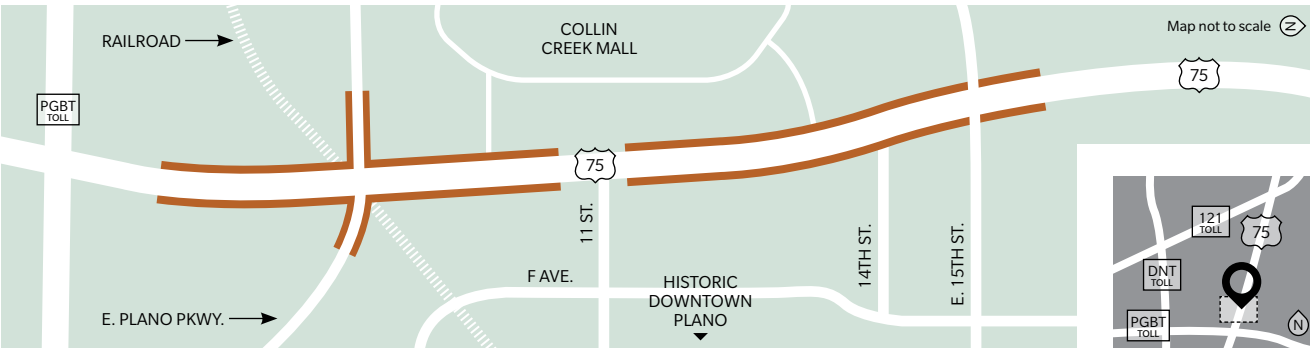 RAILROAD
COLLIN
CREEK MALL
Map not to scale
N
75
PGBT
TOLL
75
11 ST.
14TH ST.
E. 15TH ST.
F AVE.
HISTORIC
DOWNTOWN
PLANO
E. PLANO PKWY.
121
TOLL
75
DNT
TOLL
PGBT
TOLL
N